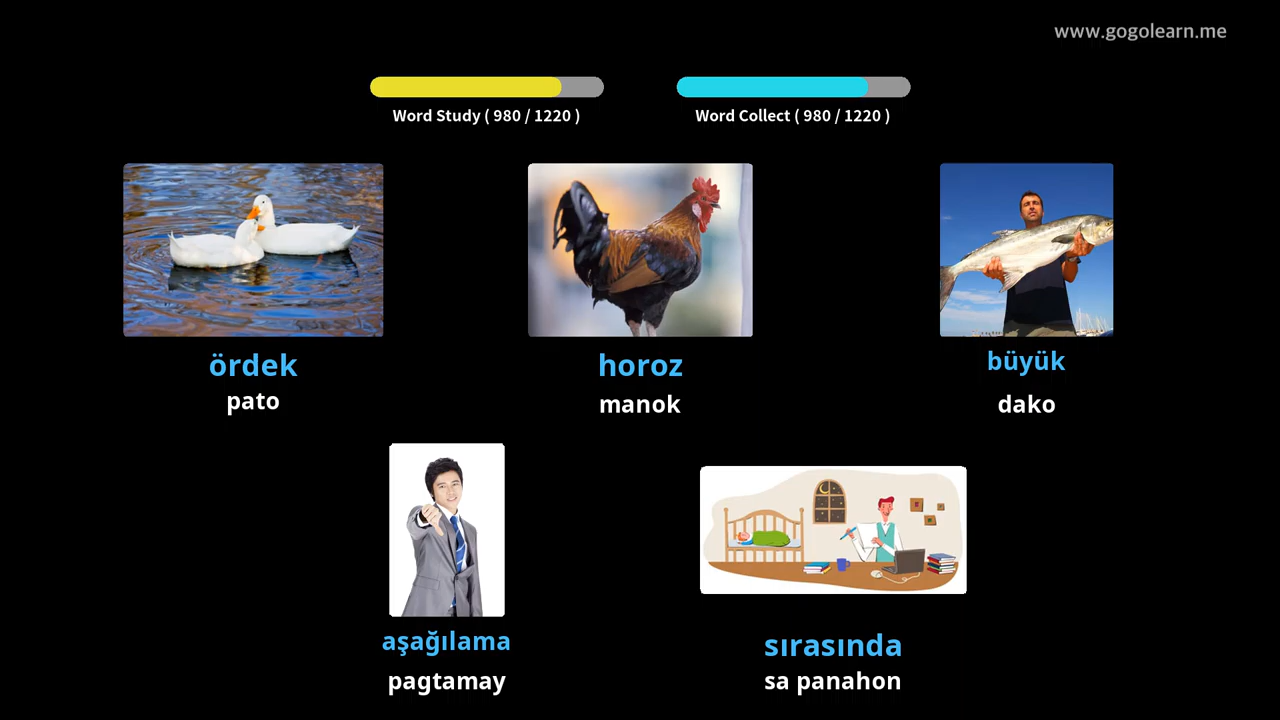 www.gogolearn.me
Word Study ( 980 / 1220 )
Word Collect ( 980 / 1220 )
ördek
horoz
büyük
pato
manok
dako
aşağılama
sırasında
pagtamay
sa panahon